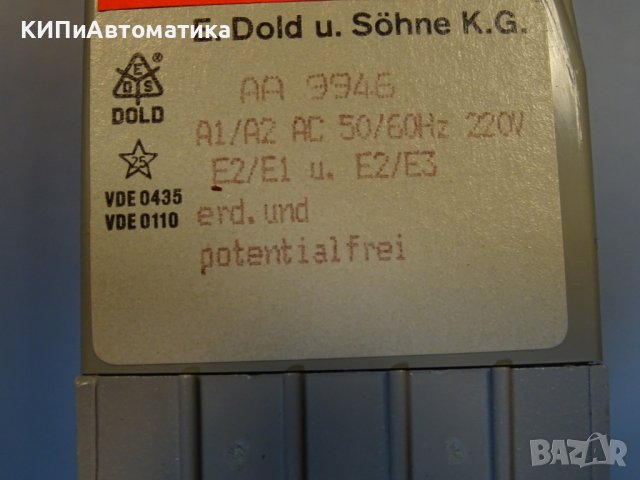 КИПиАвтоматика
E. Dold u. Söhne K.G.
E
D S
®
DOLD
AA 9946
A1/A2 AC 50/60Hz 220V
25
E2/E1 u. E2/E3
VDE 0435
VDE 0110
erd.und
potentialfrei
BAZAR